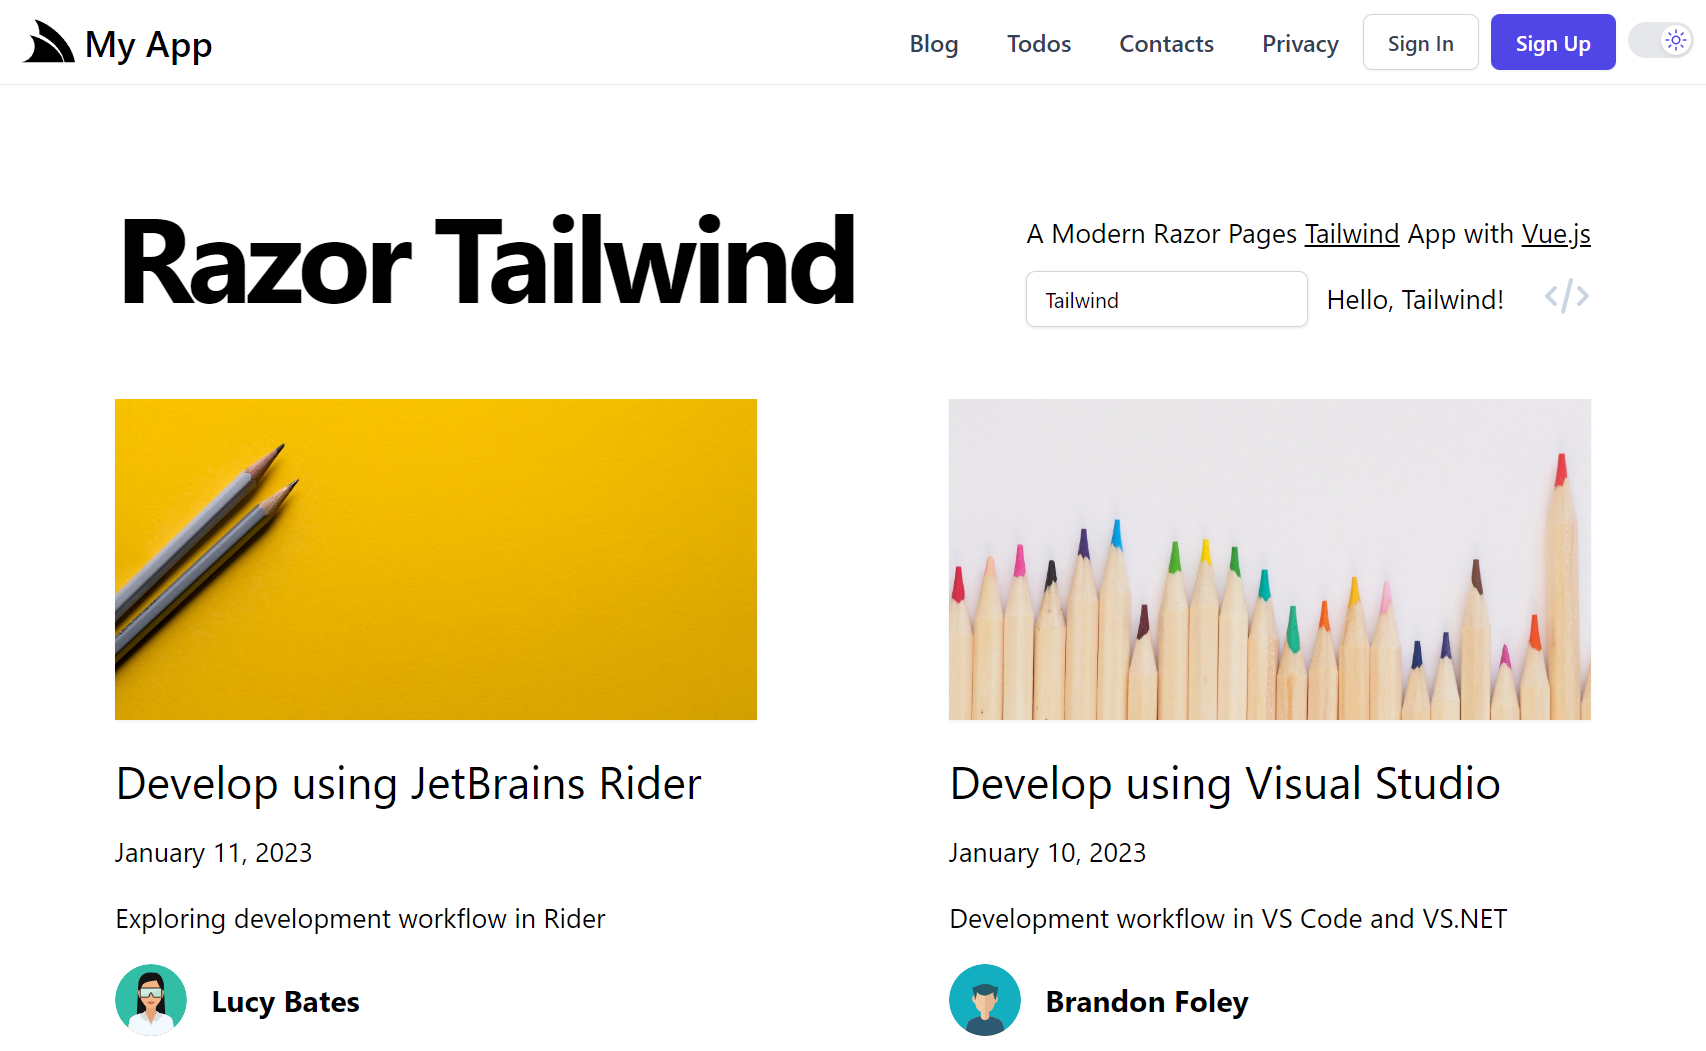 My App
Blog Todos Contacts Privacy Sign In Sign Up
Razor Tailwind
A Modern Razor Pages Tailwind App with Vue.js
Tailwind Hello, Tailwind! </>
Develop using JetBrains Rider
January 11, 2023
Exploring development workflow in Rider
Lucy Bates
Develop using Visual Studio
January 10, 2023
Development workflow in VS Code and VS.NET
Brandon Foley